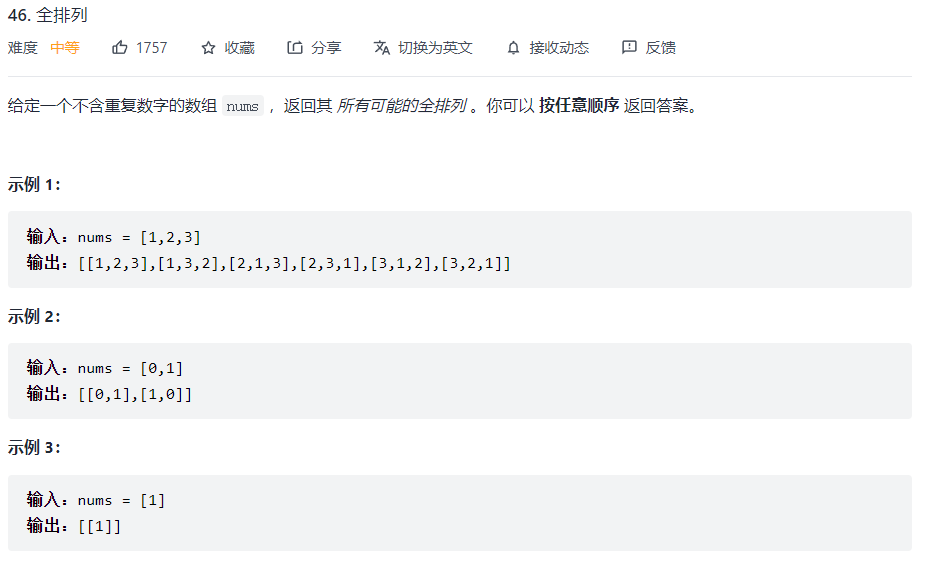 46. 全排列
难度 中等 1757 收藏 分享 切换为英文 接收动态 反馈
给定一个不含重复数字的数组 nums ，返回其 所有可能的全排列 。你可以 按任意顺序 返回答案。
示例 1：
输入：nums = [1,2,3]
输出：[[1,2,3],[1,3,2],[2,1,3],[2,3,1],[3,1,2],[3,2,1]]
示例 2：
输入：nums = [0,1]
输出：[[0,1],[1,0]]
示例 3：
输入：nums = [1]
输出：[[1]]